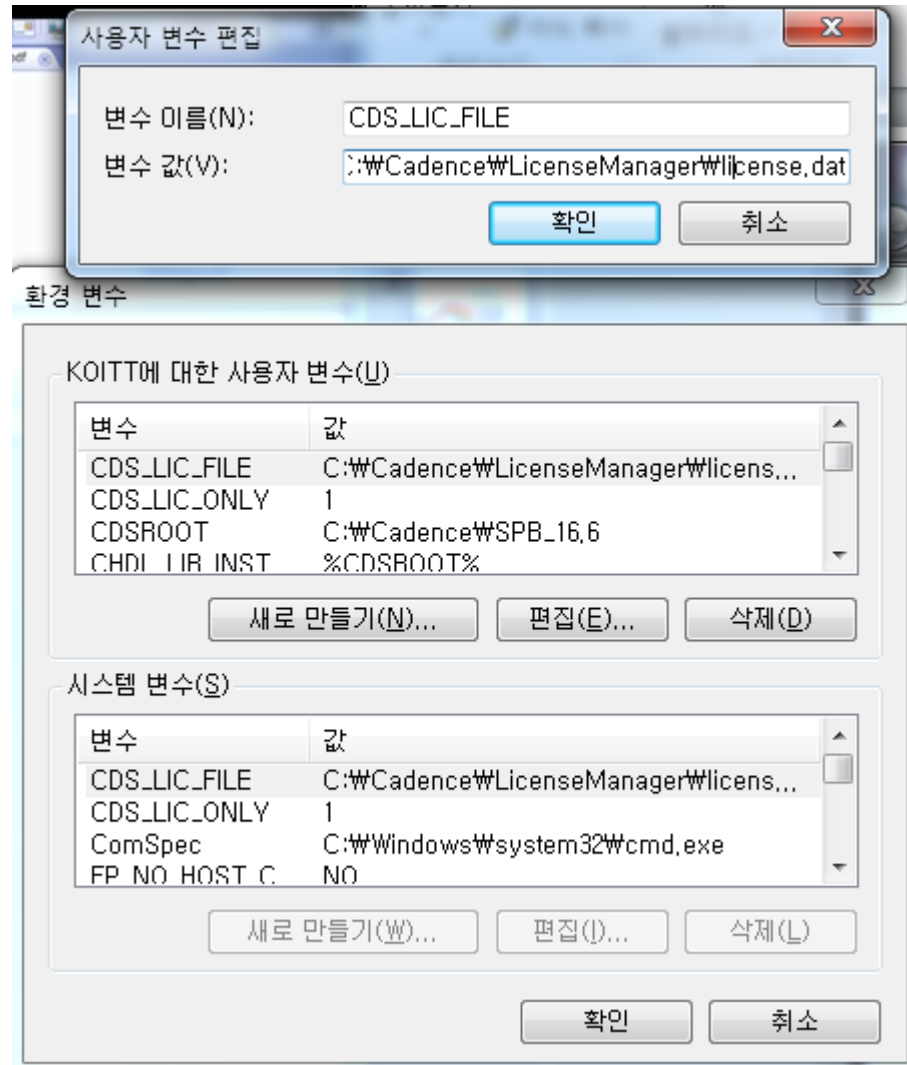 사용자 변수 편집
변수 이름(N):
CDS_LIC_FILE
변수 값(V):
:₩Cadence₩LicenseManager₩license.dat
확인
취소
환경 변수
KOITT에 대한 사용자 변수(U)
변수 값
CDS_LIC_FILE C:₩Cadence₩LicenseManager₩licens...
CDS_LIC_ONLY 1
CDSROOT C:₩Cadence₩SPB_16.6
CHDL_LIB_INST... %CDSROOT%
새로 만들기(N)... 편집(E)... 삭제(D)
시스템 변수(S)
변수 값
CDS_LIC_FILE C:₩Cadence₩LicenseManager₩licens...
CDS_LIC_ONLY 1
ComSpec C:₩Windows₩system32₩cmd.exe
FP_NO_HOST_C... NO
새로 만들기(W)... 편집(I)... 삭제(L)
확인 취소